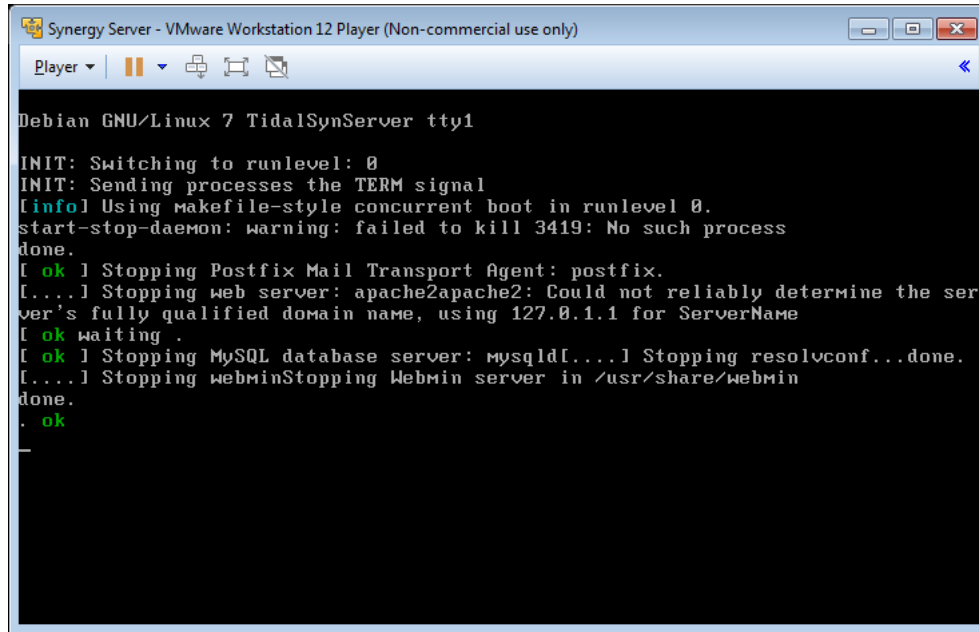 Synergy Server - VMware Workstation 12 Player (Non-commercial use only)
Player
Debian GNU/Linux 7 TidalSynServer tty1
INIT: Switching to runlevel: 0
INIT: Sending processes the TERM signal
[info] Using makefile-style concurrent boot in runlevel 0.
start-stop-daemon: warning: failed to kill 3419: No such process
done.
[ ok ] Stopping Postfix Mail Transport Agent: postfix.
[....] Stopping web server: apache2apache2: Could not reliably determine the ser
ver's fully qualified domain name, using 127.0.1.1 for ServerName
[ ok waiting .
[ ok ] Stopping MySQL database server: mysqld[....] Stopping resolvconf...done.
[....] Stopping webminStopping Webmin server in /usr/share/webmin
done.
. ok